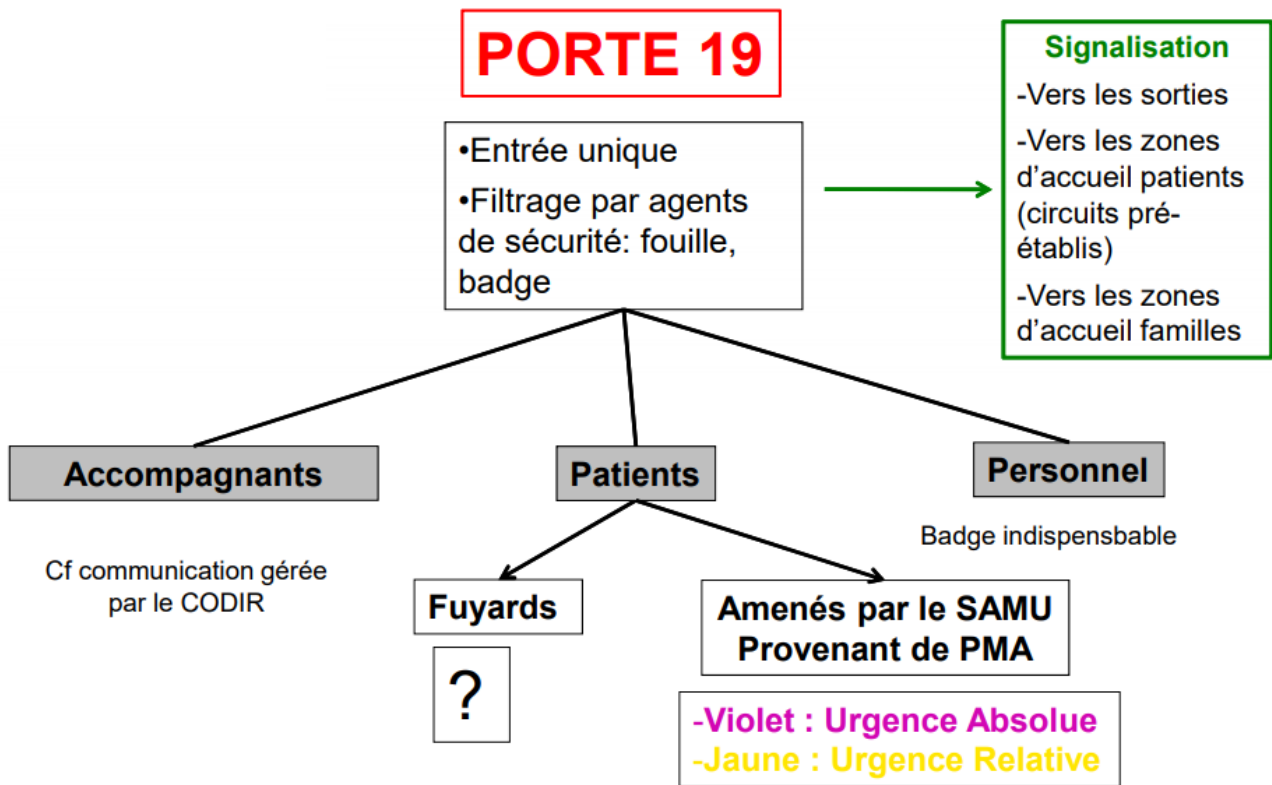 PORTE 19
•Entrée unique
•Filtrage par agents
de sécurité: fouille,
badge
Signalisation
-Vers les sorties
-Vers les zones
d'accueil patients
(circuits pré-
établis)
-Vers les zones
d'accueil familles
Accompagnants
Patients
Personnel
Cf communication gérée
par le CODIR
Badge indispensbable
Fuyards
?
Amenés par le SAMU
Provenant de PMA
-Violet : Urgence Absolue
-Jaune : Urgence Relative